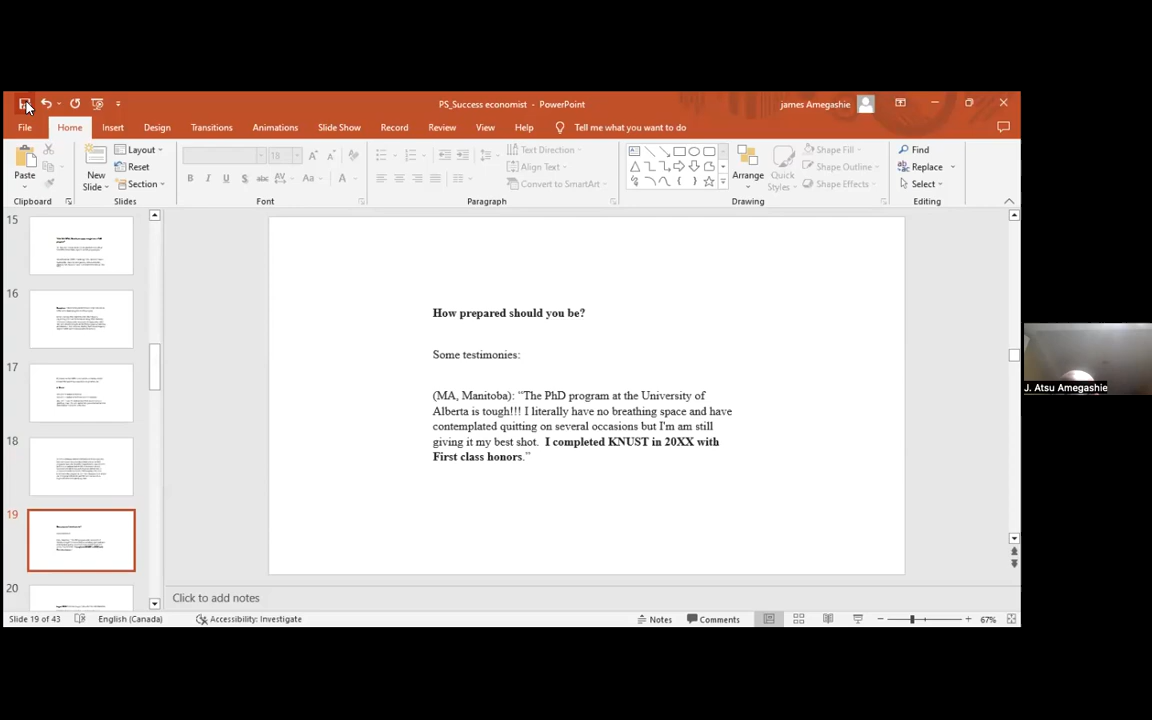 PS_Success economist - PowerPoint
james Amegashie
File Home Insert Design Transitions Animations Slide Show Record Review View Help Tell me what you want to do
Paste
Clipboard
New Slide
Layout
Reset
Section
Slides
18
Font
Text Direction
Align Text
Convert to SmartArt
Paragraph
Arrange
Quick Styles
Shape Fill
Shape Outline
Shape Effects
Drawing
Find
Replace
Select
Editing
15
16
17
18
19
20
How prepared should you be?
Some testimonies:
(MA, Manitoba): “The PhD program at the University of
Alberta is tough!!! I literally have no breathing space and have
contemplated quitting on several occasions but I'm am still
giving it my best shot. I completed KNUST in 20XX with
First class honors.”
Click to add notes
Slide 19 of 43 English (Canada) Accessibility: Investigate Notes Comments 67%
J. Atsu Amegashie